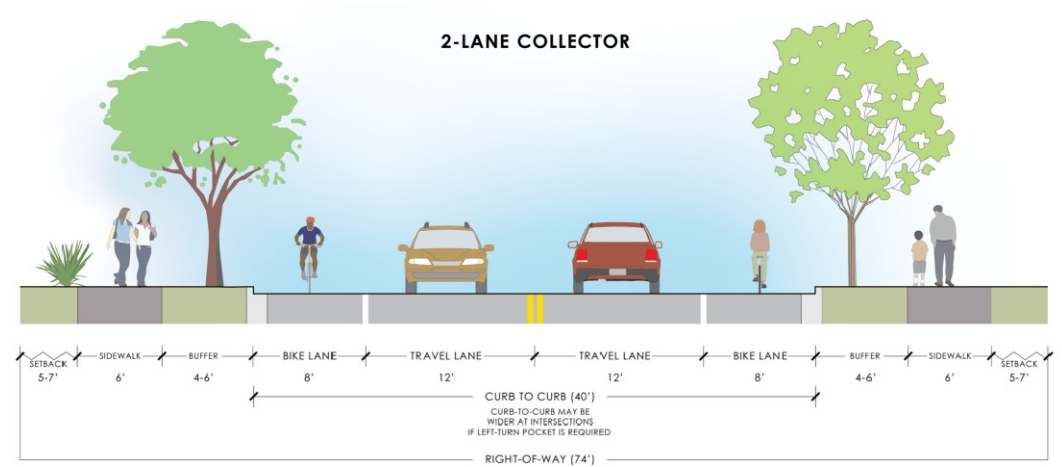 2-LANE COLLECTOR
SETBACK SIDEWALK BUFFER BIKE LANE TRAVEL LANE TRAVEL LANE BIKE LANE BUFFER SIDEWALK SETBACK
5-7' 6' 4-6' 8' 12' 12' 8' 4-6' 6' 5-7'
CURB TO CURB (40')
CURB-TO-CURB MAY BE
WIDER AT INTERSECTIONS
IF LEFT-TURN POCKET IS REQUIRED
RIGHT-OF-WAY (74')